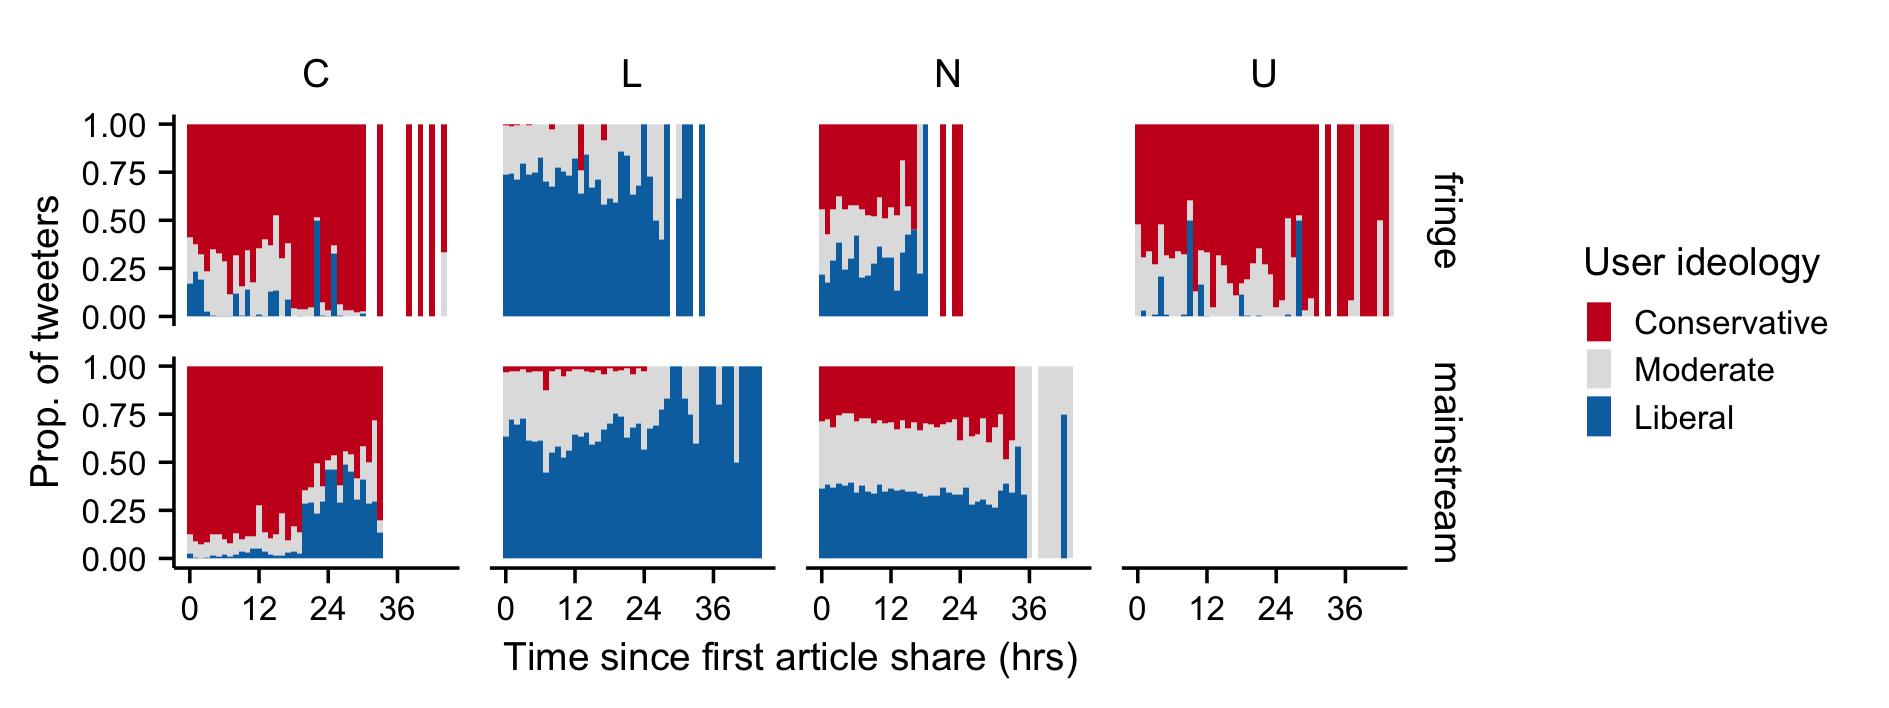 C L N U
1.00
0.75
0.50
0.25
0.00
fringe
1.00
0.75
0.50
0.25
0.00
mainstream
Prop. of tweeters
0 12 24 36 0 12 24 36 0 12 24 36 0 12 24 36
Time since first article share (hrs)
User ideology
Conservative
Moderate
Liberal